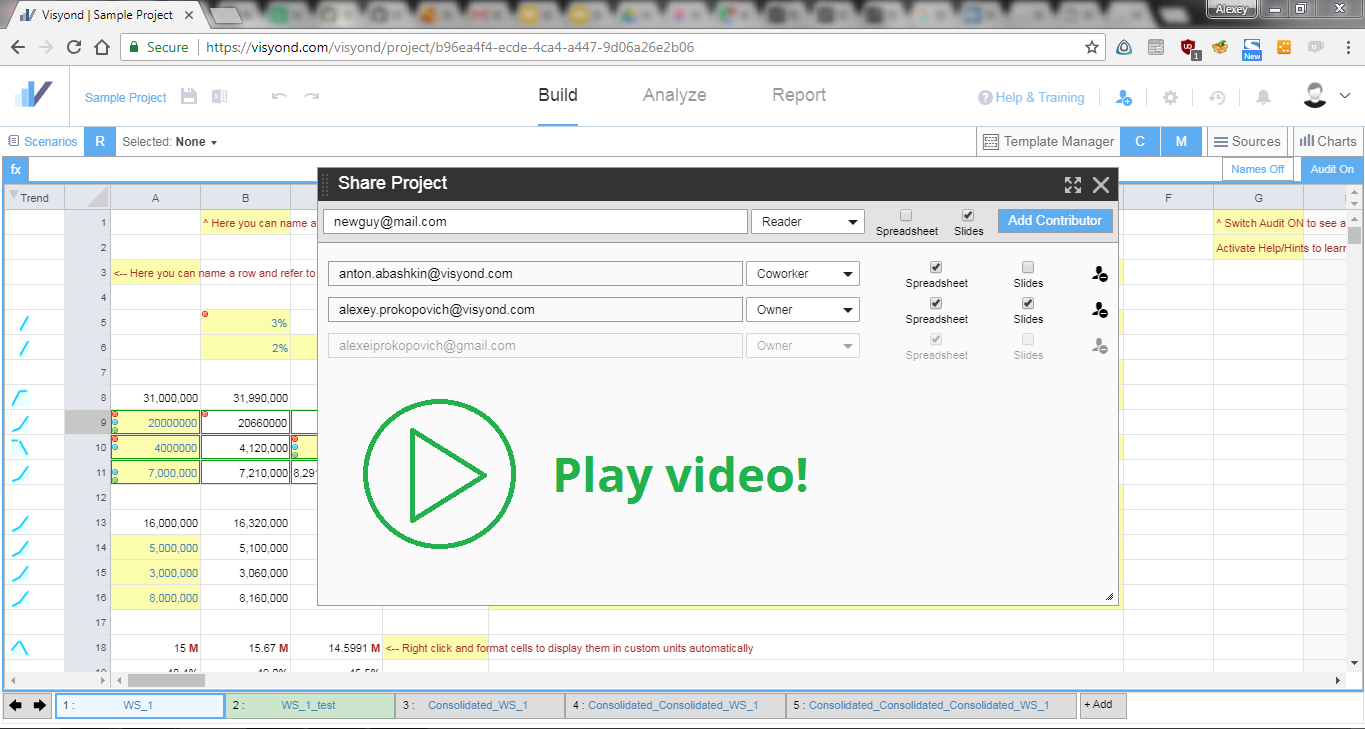 Visyond | Sample Project
Alexey
Secure https://visyond.com/visyond/project/b96ea4f4-ecde-4ca4-a447-9d06a26e2b06
1
New
Sample Project Build Analyze Report Help & Training
Scenarios R Selected: None Template Manager C M Sources Charts
fx Names Off Audit On
Share Project
Trend A B F G
newguy@mail.com Reader Spreadsheet Slides Add Contributor
1 ^ Here you can name a ^ Switch Audit ON to see a
2 Activate Help/Hints to learn
3 <-- Here you can name a row and refer to
anton.abashkin@visyond.com Coworker Spreadsheet Slides
4
alexey.prokopovich@visyond.com Owner Spreadsheet Slides
5 3%
alexeiprokopovich@gmail.com Owner Spreadsheet Slides
6 2%
7
8 31,000,000 31,990,000
9 20000000 20660000
10 4000000 4,120,000
11 7,000,000 7,210,000 8,291
Play video!
12
13 16,000,000 16,320,000
14 5,000,000 5,100,000
15 3,000,000 3,060,000
16 8,000,000 8,160,000
17
18 15 M 15.67 M 14.5991 M <-- Right click and format cells to display them in custom units automatically
1 : WS_1 2 : WS_1_test 3 : Consolidated_WS_1 4 : Consolidated_Consolidated_WS_1 5 : Consolidated_Consolidated_Consolidated_WS_1 + Add